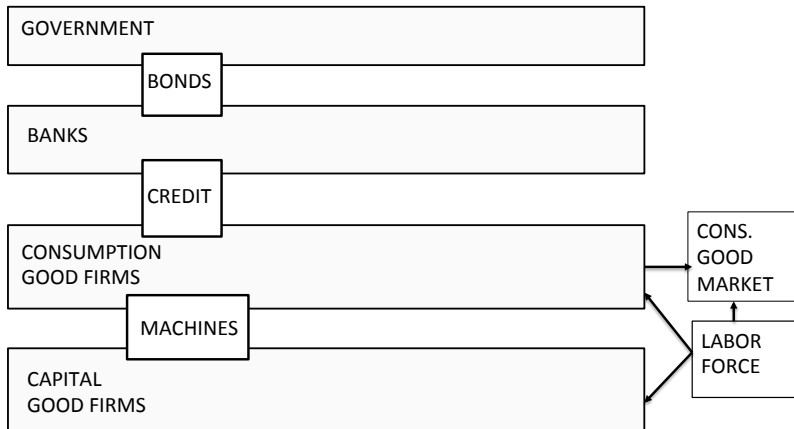 GOVERNMENT
BONDS
BANKS
CREDIT
CONSUMPTION
GOOD FIRMS
CONS.
GOOD
MARKET
MACHINES
LABOR
FORCE
CAPITAL
GOOD FIRMS